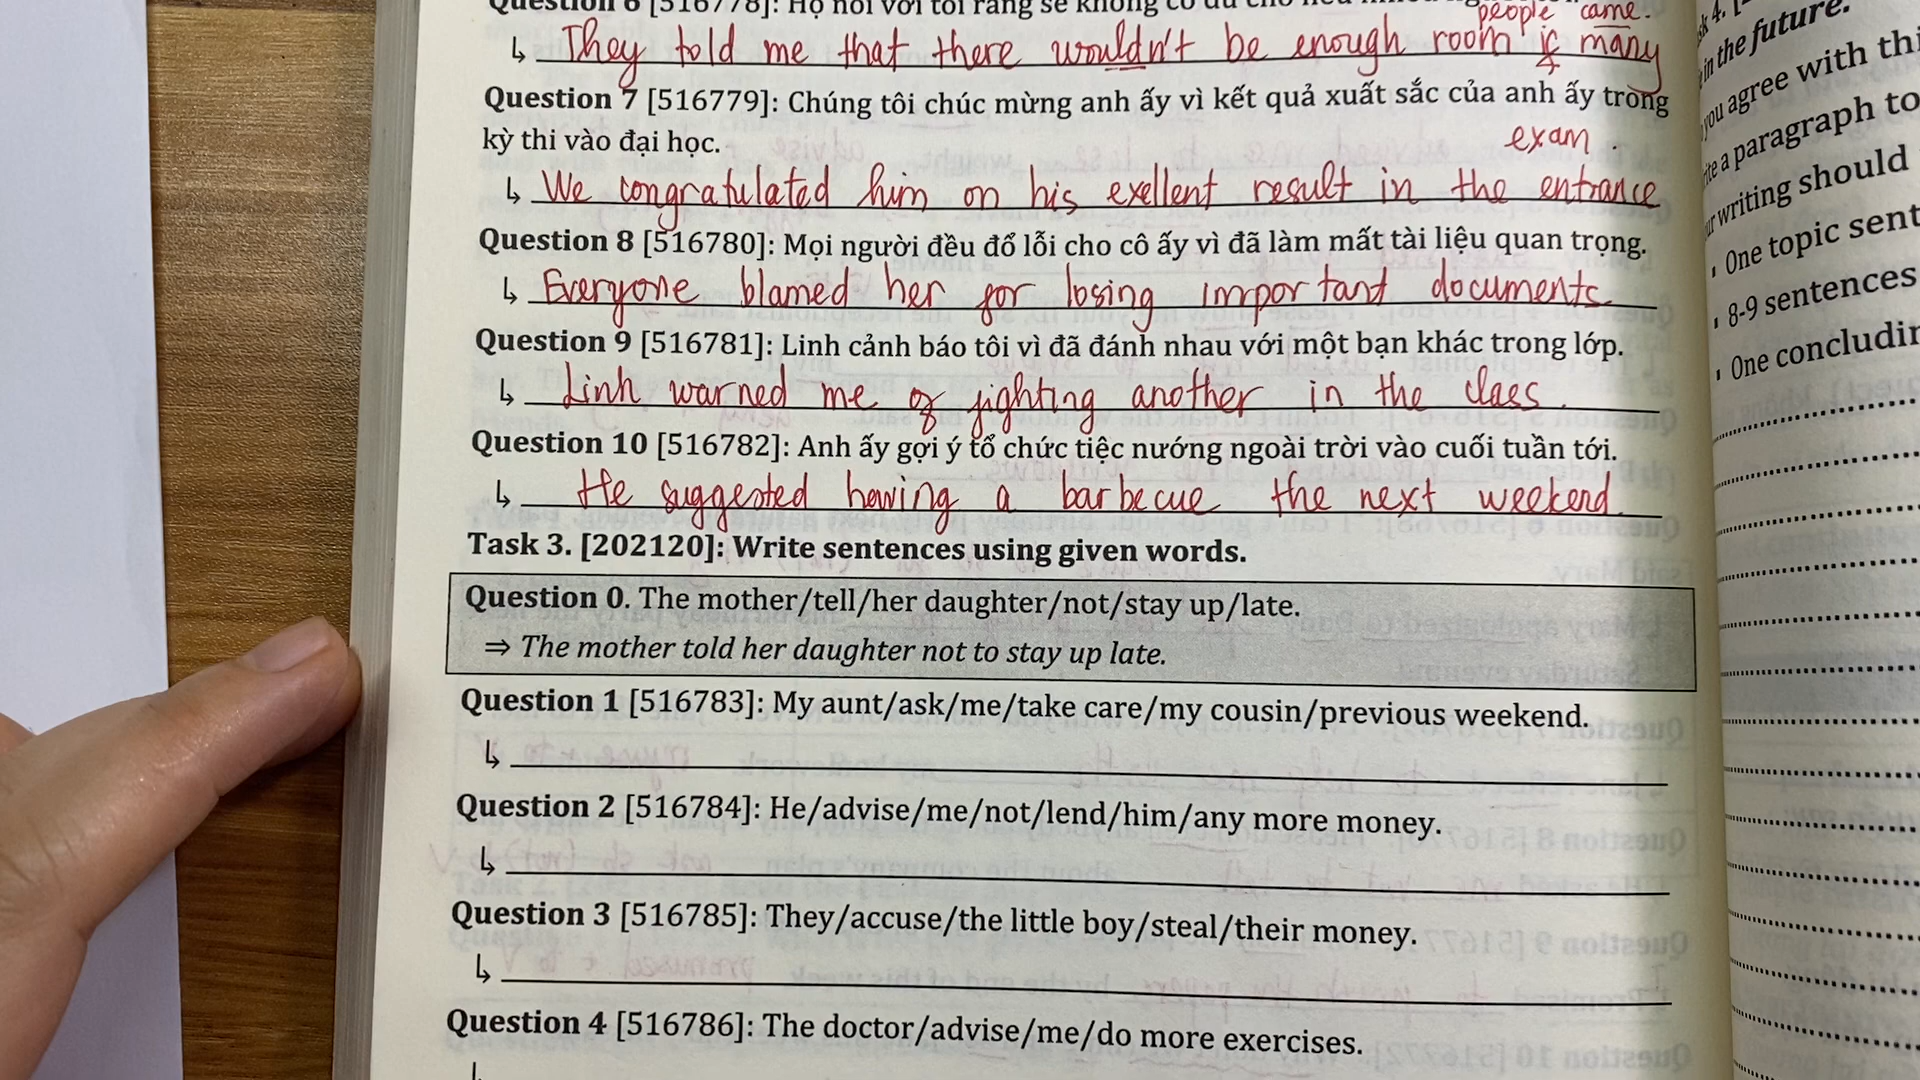 Question 6 [516778]: Họ nói với tôi rằng sẽ không có đủ chỗ nếu
people came.
↳ They told me that there wouldn't be enough room if many
Question 7 [516779]: Chúng tôi chúc mừng anh ấy vì kết quả xuất sắc của anh ấy trong
kỳ thi vào đại học.
exam .
↳ We congratulated him on his exellent result in the entrance
Question 8 [516780]: Mọi người đều đổ lỗi cho cô ấy vì đã làm mất tài liệu quan trọng.
↳ Everyone blamed her for losing important documents.
Question 9 [516781]: Linh cảnh báo tôi vì đã đánh nhau với một bạn khác trong lớp.
↳ Linh warned me of fighting another in the class.
Question 10 [516782]: Anh ấy gợi ý tổ chức tiệc nướng ngoài trời vào cuối tuần tới.
↳ He suggested having a barbecue the next weekend.
Task 3. [202120]: Write sentences using given words.
Question 0. The mother/tell/her daughter/not/stay up/late.
⇒ The mother told her daughter not to stay up late.
Question 1 [516783]: My aunt/ask/me/take care/my cousin/previous weekend.
↳
Question 2 [516784]: He/advise/me/not/lend/him/any more money.
↳
Question 3 [516785]: They/accuse/the little boy/steal/their money.
↳
Question 4 [516786]: The doctor/advise/me/do more exercises.
4.
in the future.
you agree with
a paragraph to
writing should
One topic
8-9 sentences
One